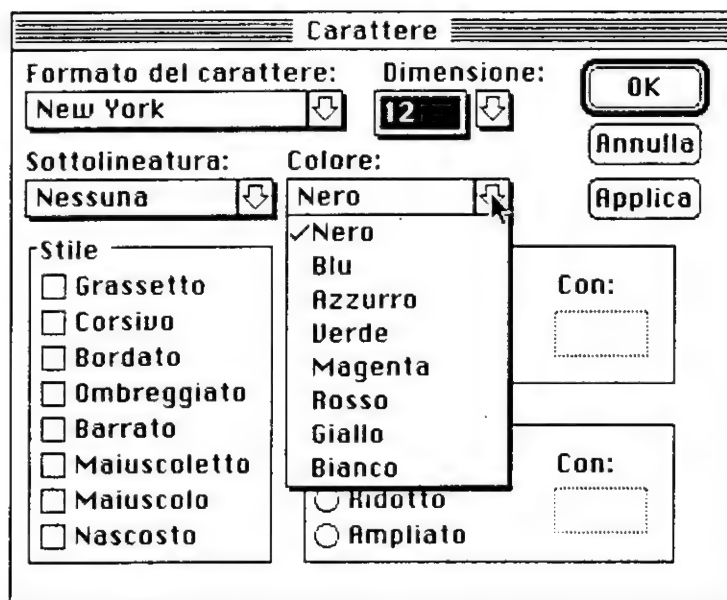 Carattere
Formato del carattere: Dimensione:
New York 12 OK
Annulla
Sottolineatura: Colore:
Nessuna Nero Applica
Stile
Nero
Blu
Azzurro
Verde
Magenta
Rosso
Giallo
Bianco
Grassetto
Corsivo
Bordato
Ombreggiato
Barrato
Maiuscoletto
Maiuscolo
Nascosto
Con:
Con:
Ridotto
Ampliato